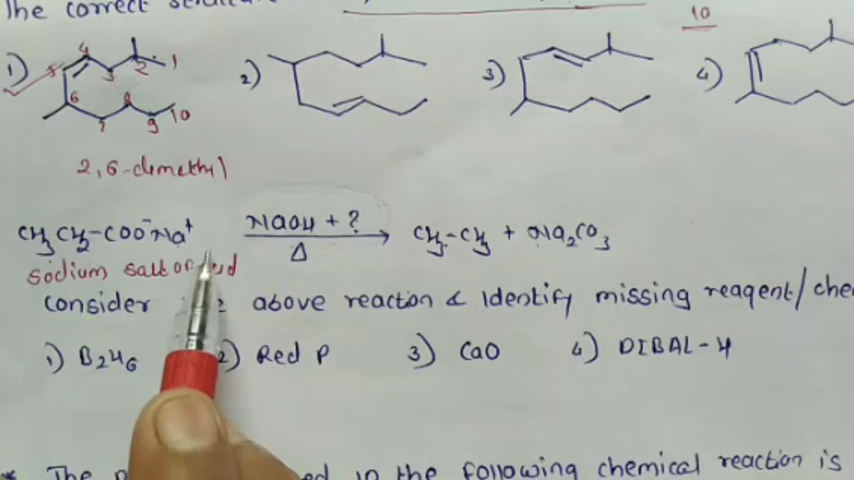 The correct
10
1) 5 4 3 2 1 6 7 8 9 10 2) 3) 4)
2,6-dimethyl
CH3CH2-COO⁻Na⁺ NaOH + ? Δ → CH3-CH3 + Na2CO3
sodium salt of
consider above reaction & Identify missing reagent/che
1) B2H6 2) Red P 3) CaO 4) DIBAL-H
* The in the following chemical reaction is